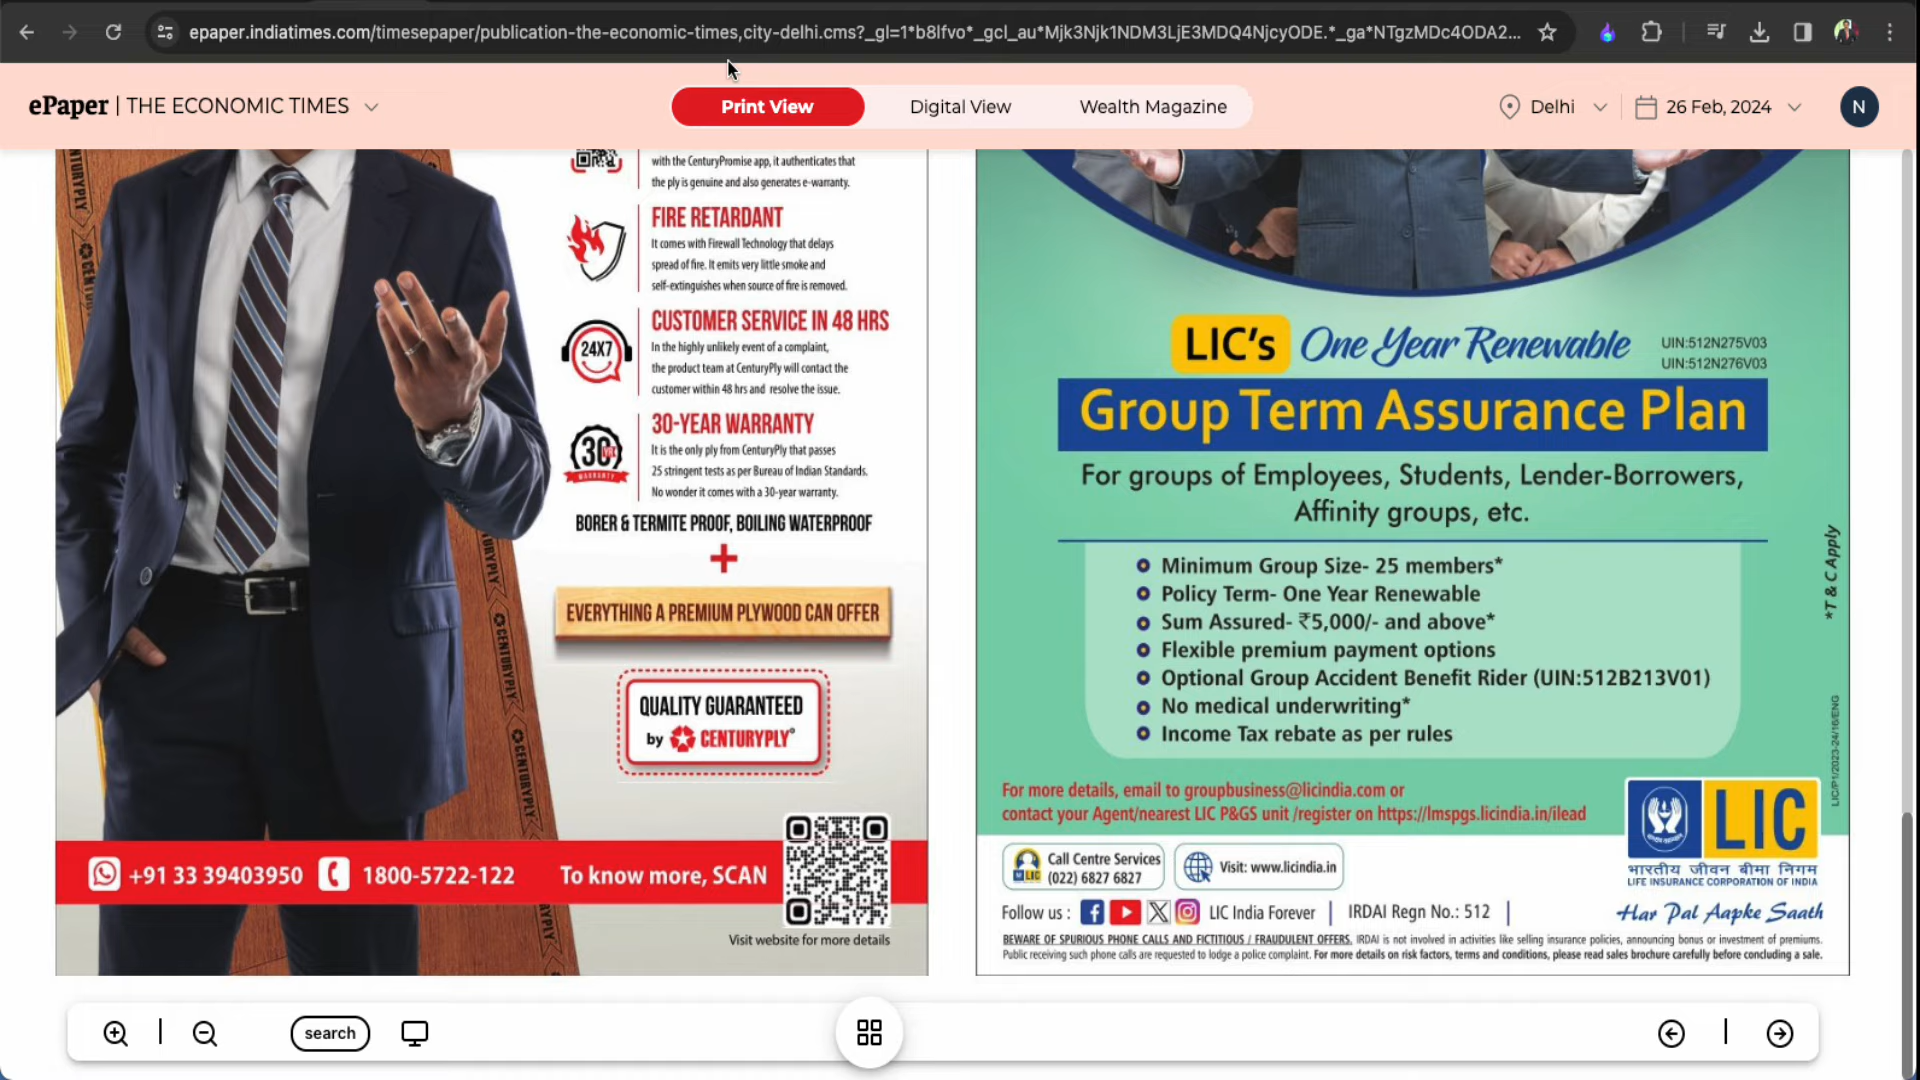 epaper.indiatimes.com/timesepaper/publication-the-economic-times,city-delhi.cms?_gl=1*b8lfvo*_gcl_au*Mjk3Njk1NDM3LjE3MDQ4NjcyODE.*_ga*NTgzMDc4ODA2...
ePaper | THE ECONOMIC TIMES
Print View
Digital View
Wealth Magazine
Delhi
26 Feb, 2024
N
with the CenturyPromise app, it authenticates that
the ply is genuine and also generates e-warranty.
FIRE RETARDANT
It comes with Firewall Technology that delays
spread of fire. It emits very little smoke and
self-extinguishes when source of fire is removed.
24X7
CUSTOMER SERVICE IN 48 HRS
In the highly unlikely event of a complaint,
the product team at CenturyPly will contact the
customer within 48 hrs and resolve the issue.
30 YRS
WARRANTY
30-YEAR WARRANTY
It is the only ply from CenturyPly that passes
25 stringent tests as per Bureau of Indian Standards.
No wonder it comes with a 30-year warranty.
BORER & TERMITE PROOF, BOILING WATERPROOF
+
EVERYTHING A PREMIUM PLYWOOD CAN OFFER
QUALITY GUARANTEED
by CENTURYPLY®
CENTURYPLY
CENTURYPLY
CENTURYPLY
+91 33 39403950
1800-5722-122
To know more, SCAN
Visit website for more details
LIC's One Year Renewable
UIN:512N275V03
UIN:512N276V03
Group Term Assurance Plan
For groups of Employees, Students, Lender-Borrowers,
Affinity groups, etc.
Minimum Group Size- 25 members*
Policy Term- One Year Renewable
Sum Assured- ₹5,000/- and above*
Flexible premium payment options
Optional Group Accident Benefit Rider (UIN:512B213V01)
No medical underwriting*
Income Tax rebate as per rules
*T & C Apply
LIC/P1/2023-24/16/ENG
For more details, email to groupbusiness@licindia.com or
contact your Agent/nearest LIC P&GS unit /register on https://lmspgs.licindia.in/ilead
LIC
भारतीय जीवन बीमा निगम
LIFE INSURANCE CORPORATION OF INDIA
Har Pal Aapke Saath
Call Centre Services
(022) 6827 6827
Visit: www.licindia.in
Follow us : LIC India Forever | IRDAI Regn No.: 512 |
BEWARE OF SPURIOUS PHONE CALLS AND FICTITIOUS / FRAUDULENT OFFERS. IRDAI is not involved in activities like selling insurance policies, announcing bonus or investment of premiums.
Public receiving such phone calls are requested to lodge a police complaint. For more details on risk factors, terms and conditions, please read sales brochure carefully before concluding a sale.
search